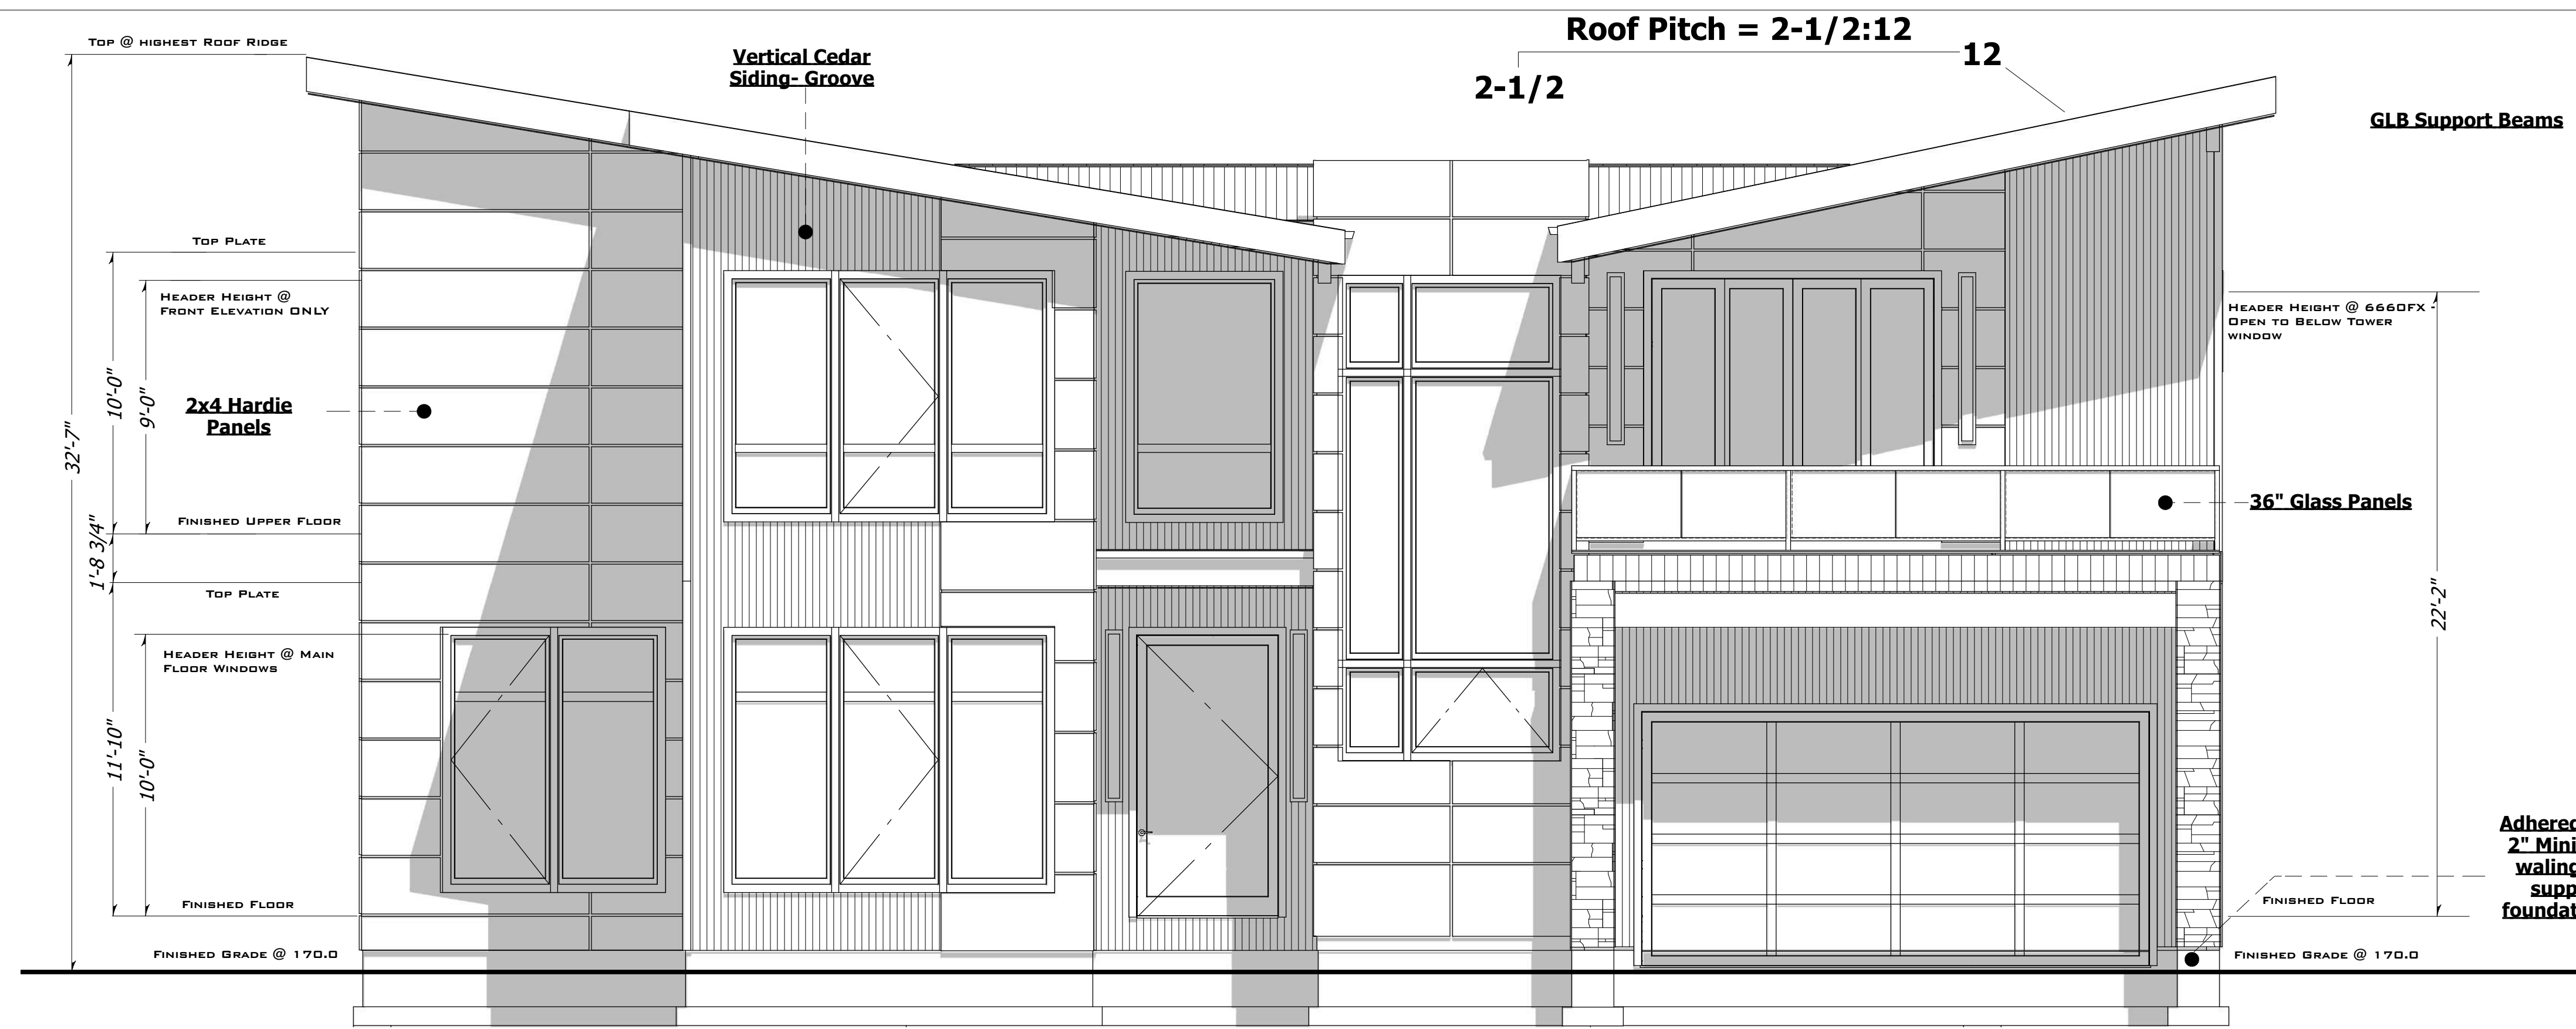 Roof Pitch = 2-1/2:12
12
2-1/2
Top @ highest Roof Ridge
Vertical Cedar
Siding- Groove
GLB Support Beams
Top Plate
Header Height @
Front Elevation ONLY
10'-0"
9'-0"
32'-7"
2x4 Hardie
Panels
Header Height @ 6660FX -
Open to Below Tower
window
Finished Upper Floor
1'-8 3/4"
36" Glass Panels
Top Plate
22'-2"
Header Height @ Main
Floor Windows
11'-10"
10'-0"
Finished Floor
Finished Grade @ 170.0
Adhered
2" Mini
waling
supp
foundat
Finished Floor
Finished Grade @ 170.0